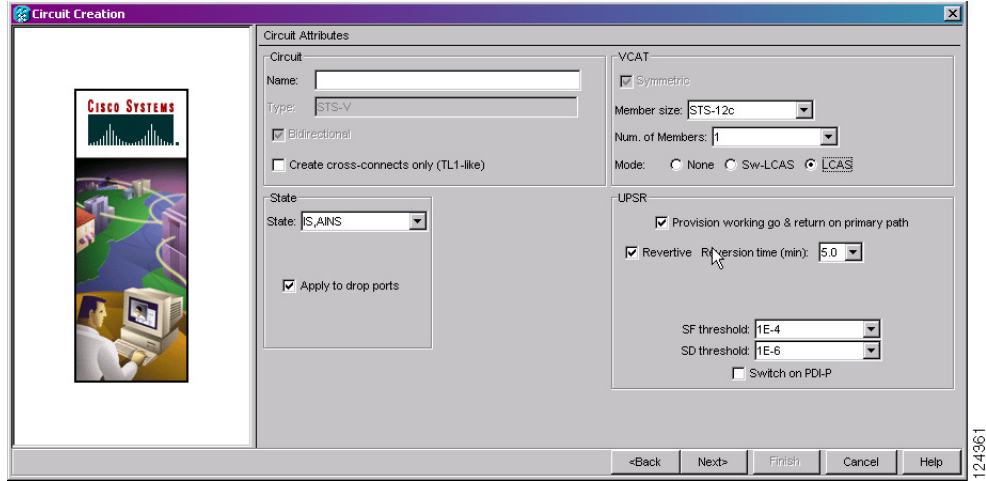 Circuit Creation
CISCO SYSTEMS
Circuit Attributes
Circuit
Name:
Type: STS-V
Bidirectional
Create cross-connects only (TL1-like)
State
State: IS,AINS
Apply to drop ports
VCAT
Symmetric
Member size: STS-12c
Num. of Members: 1
Mode: None Sw-LCAS LCAS
UPSR
Provision working go & return on primary path
Revertive Reversion time (min): 5.0
SF threshold: 1E-4
SD threshold: 1E-6
Switch on PDI-P
<Back Next> Finish Cancel Help
124961